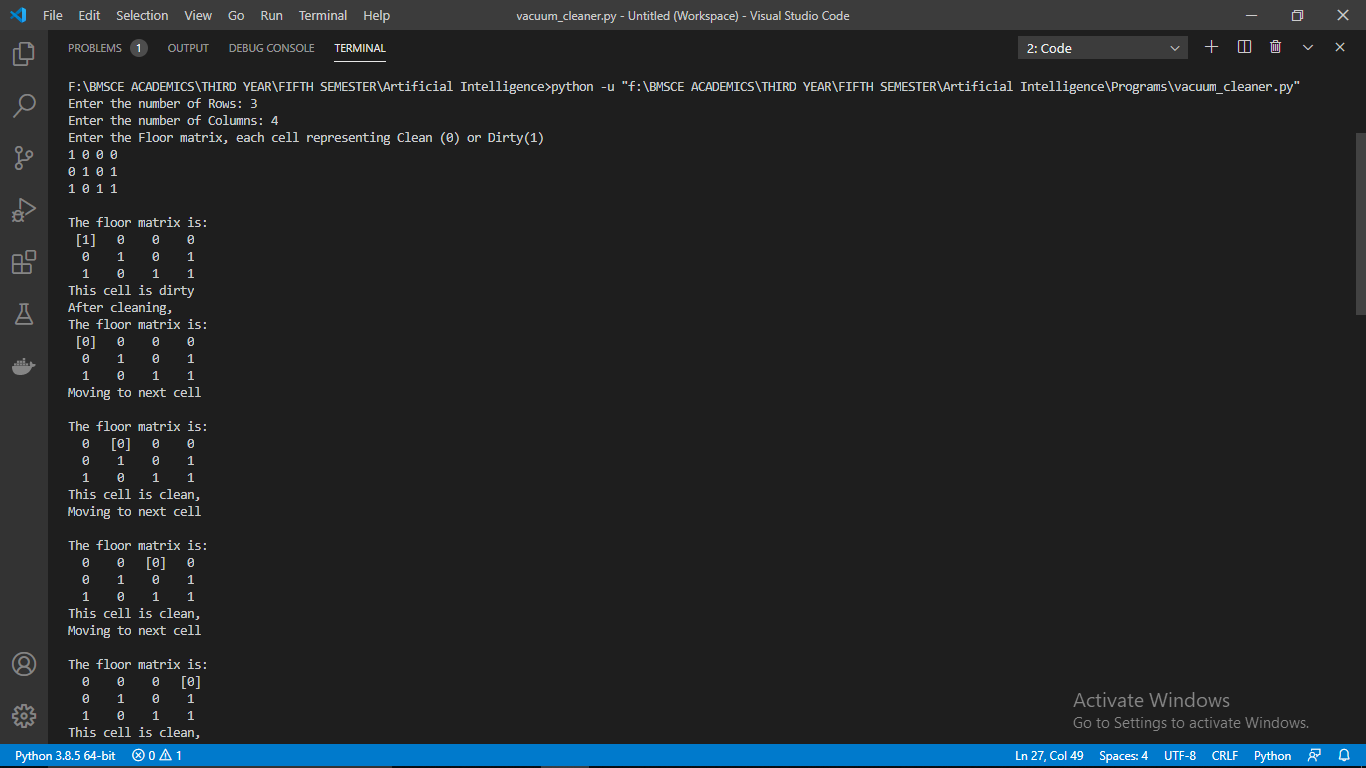 File Edit Selection View Go Run Terminal Help vacuum_cleaner.py - Untitled (Workspace) - Visual Studio Code
PROBLEMS 1 OUTPUT DEBUG CONSOLE TERMINAL 2: Code
F:\BMSCE ACADEMICS\THIRD YEAR\FIFTH SEMESTER\Artificial Intelligence>python -u "f:\BMSCE ACADEMICS\THIRD YEAR\FIFTH SEMESTER\Artificial Intelligence\Programs\vacuum_cleaner.py"
Enter the number of Rows: 3
Enter the number of Columns: 4
Enter the Floor matrix, each cell representing Clean (0) or Dirty(1)
1 0 0 0
0 1 0 1
1 0 1 1
The floor matrix is:
[1] 0 0 0
0 1 0 1
1 0 1 1
This cell is dirty
After cleaning,
The floor matrix is:
[0] 0 0 0
0 1 0 1
1 0 1 1
Moving to next cell
The floor matrix is:
0 [0] 0 0
0 1 0 1
1 0 1 1
This cell is clean,
Moving to next cell
The floor matrix is:
0 0 [0] 0
0 1 0 1
1 0 1 1
This cell is clean,
Moving to next cell
The floor matrix is:
0 0 0 [0]
0 1 0 1
1 0 1 1
This cell is clean,
Activate Windows
Go to Settings to activate Windows.
Python 3.8.5 64-bit 0 1 Ln 27, Col 49 Spaces: 4 UTF-8 CRLF Python